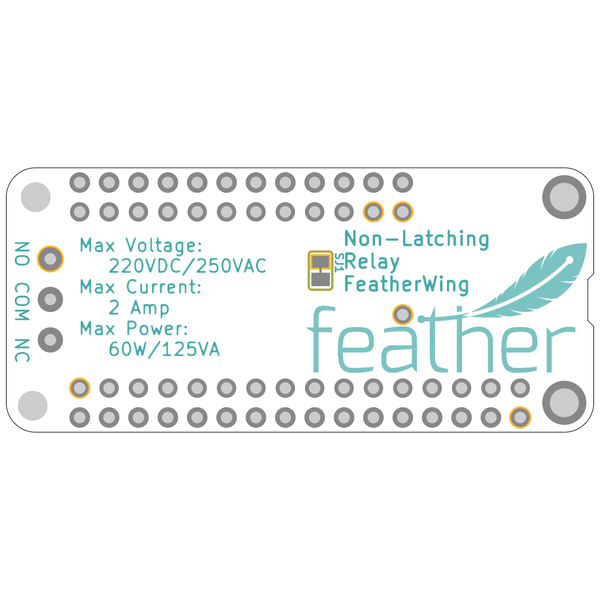 NO
COM
NC
Max Voltage:
220VDC/250VAC
Max Current:
2 Amp
Max Power:
60W/125VA
SJ1
Non-Latching
Relay
FeatherWing
feather